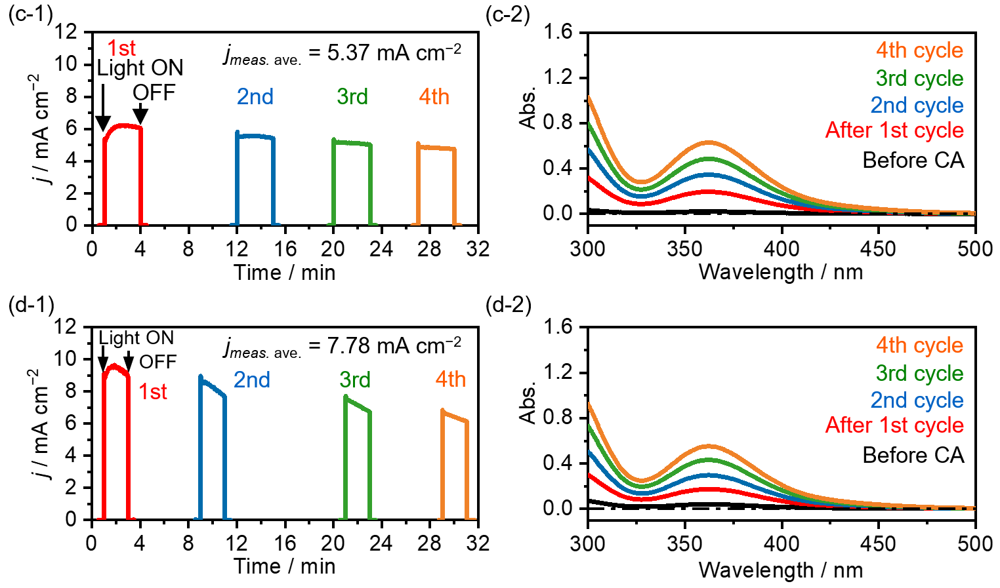 (c-1)
12
10
8
6
4
2
0
j / mA cm−2
1st
Light ON
OFF
jmeas. ave. = 5.37 mA cm−2
2nd
3rd
4th
0 4 8 12 16 20 24 28 32
Time / min
(c-2)
1.6
1.2
0.8
0.4
0.0
Abs.
4th cycle
3rd cycle
2nd cycle
After 1st cycle
Before CA
300 350 400 450 500
Wavelength / nm
(d-1)
12
10
8
6
4
2
0
j / mA cm−2
Light ON
OFF
1st
jmeas. ave. = 7.78 mA cm−2
2nd
3rd
4th
0 4 8 12 16 20 24 28 32
Time / min
(d-2)
1.6
1.2
0.8
0.4
0.0
Abs.
4th cycle
3rd cycle
2nd cycle
After 1st cycle
Before CA
300 350 400 450 500
Wavelength / nm